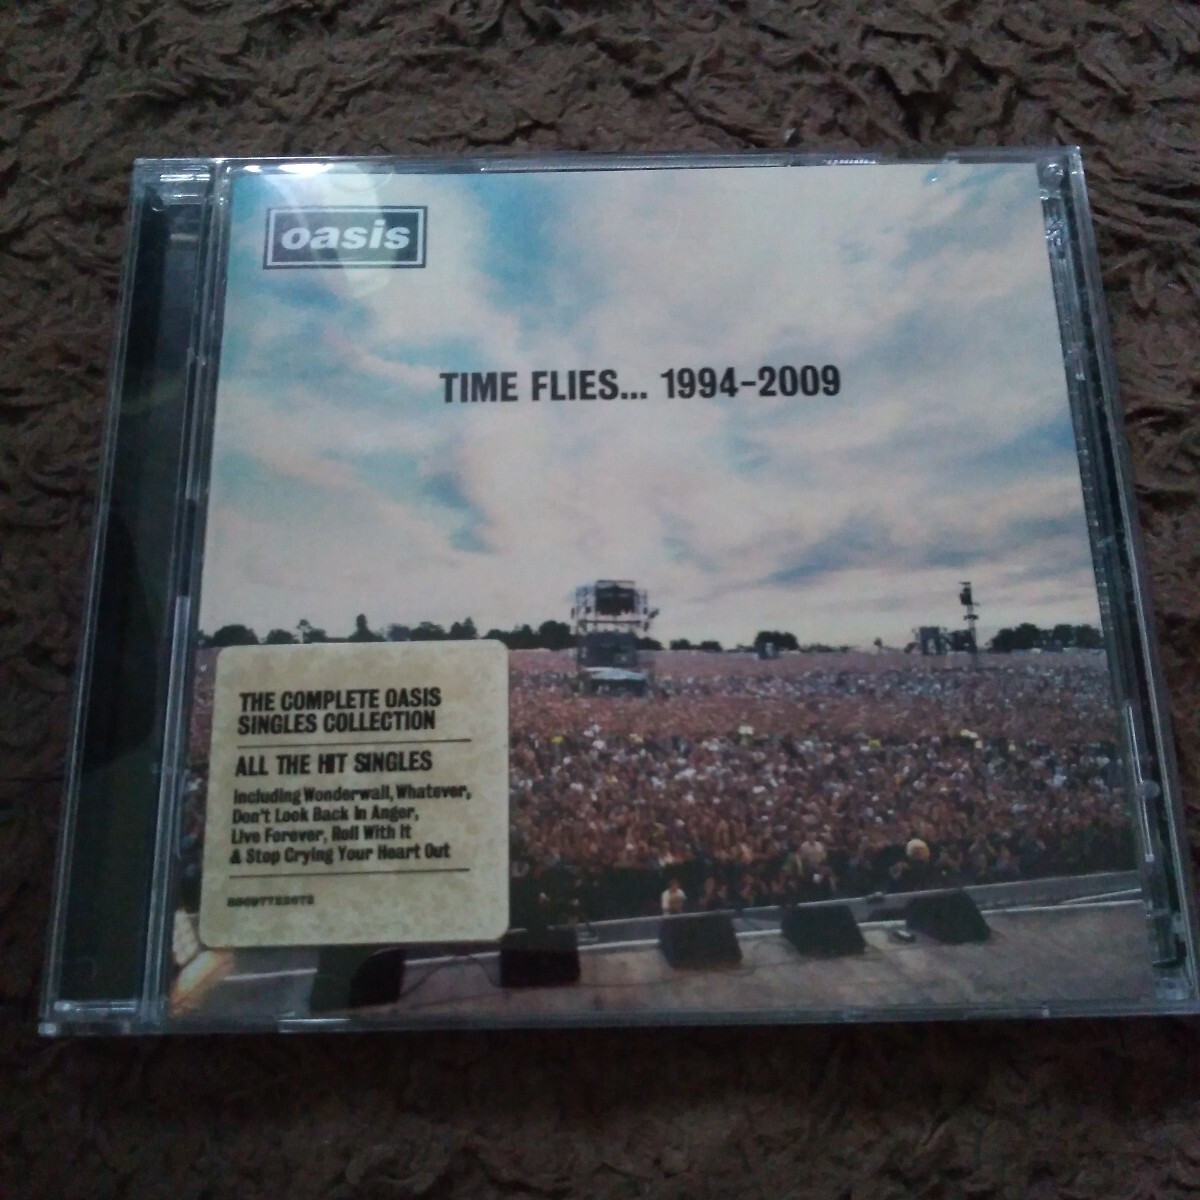 oasis
TIME FLIES... 1994-2009
THE COMPLETE OASIS
SINGLES COLLECTION
ALL THE HIT SINGLES
Including Wonderwall, Whatever,
Don't Look Back In Anger,
Live Forever, Roll With It
& Stop Crying Your Heart Out